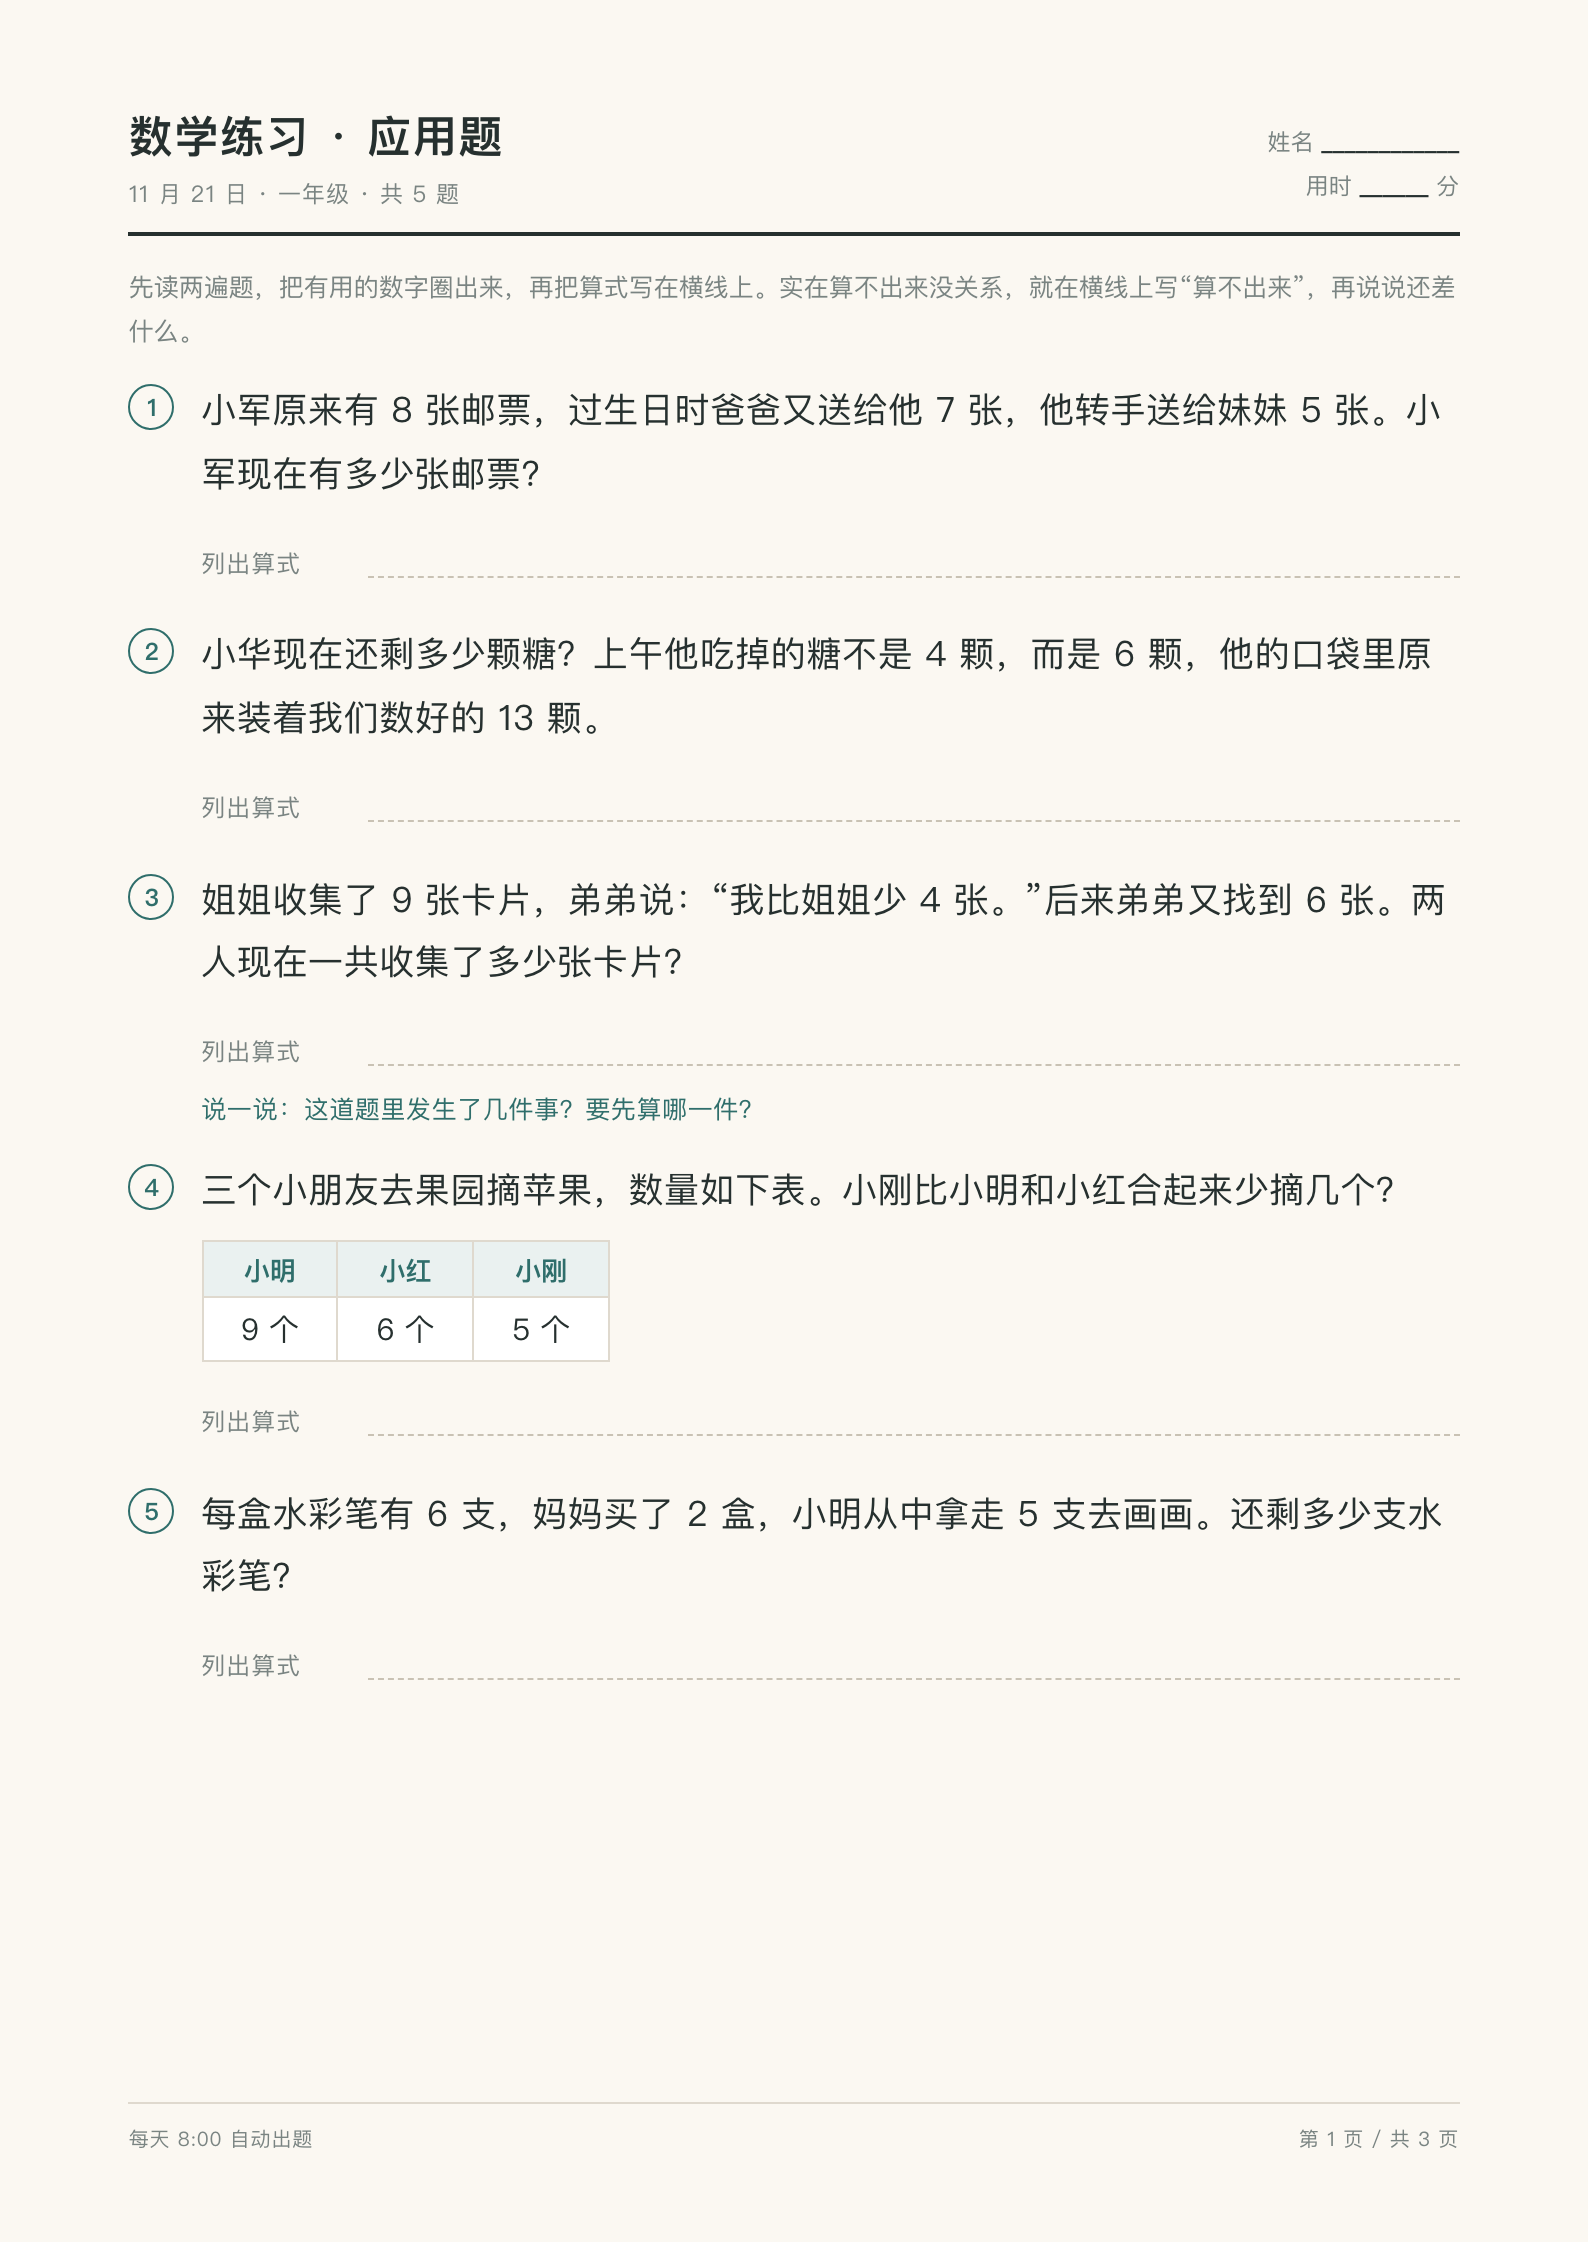 数学练习 · 应用题
11 月 21 日 · 一年级 · 共 5 题
姓名 ____________
用时 ______ 分
先读两遍题，把有用的数字圈出来，再把算式写在横线上。实在算不出来没关系，就在横线上写“算不出来”，再说说还差
什么。
1 小军原来有 8 张邮票，过生日时爸爸又送给他 7 张，他转手送给妹妹 5 张。小
军现在有多少张邮票？
列出算式
2 小华现在还剩多少颗糖？上午他吃掉的糖不是 4 颗，而是 6 颗，他的口袋里原
来装着我们数好的 13 颗。
列出算式
3 姐姐收集了 9 张卡片，弟弟说：“我比姐姐少 4 张。”后来弟弟又找到 6 张。两
人现在一共收集了多少张卡片？
列出算式
说一说：这道题里发生了几件事？要先算哪一件？
4 三个小朋友去果园摘苹果，数量如下表。小刚比小明和小红合起来少摘几个？
小明 小红 小刚
9 个 6 个 5 个
列出算式
5 每盒水彩笔有 6 支，妈妈买了 2 盒，小明从中拿走 5 支去画画。还剩多少支水
彩笔？
列出算式
每天 8:00 自动出题
第 1 页 / 共 3 页